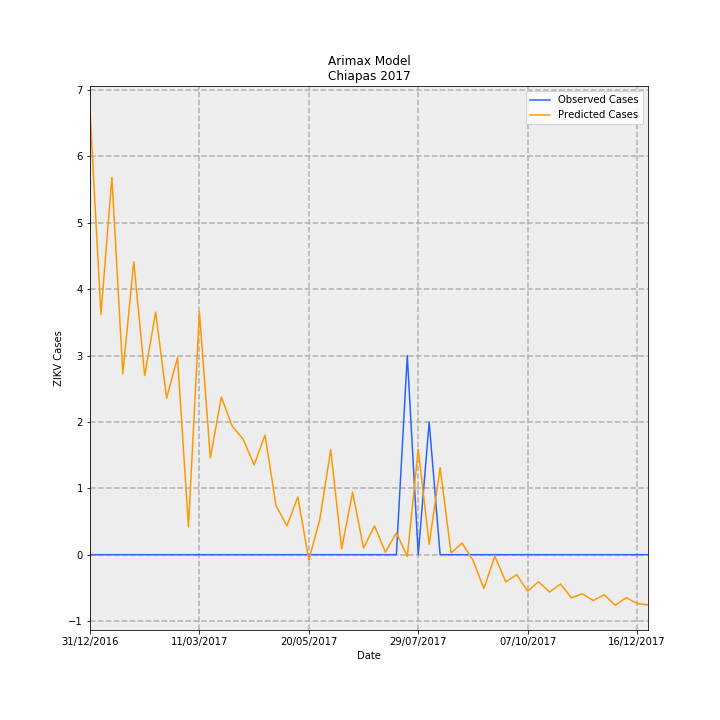 Arimax Model
Chiapas 2017
Observed Cases
Predicted Cases
ZIKV Cases
7
6
5
4
3
2
1
0
−1
31/12/2016 11/03/2017 20/05/2017 29/07/2017 07/10/2017 16/12/2017
Date